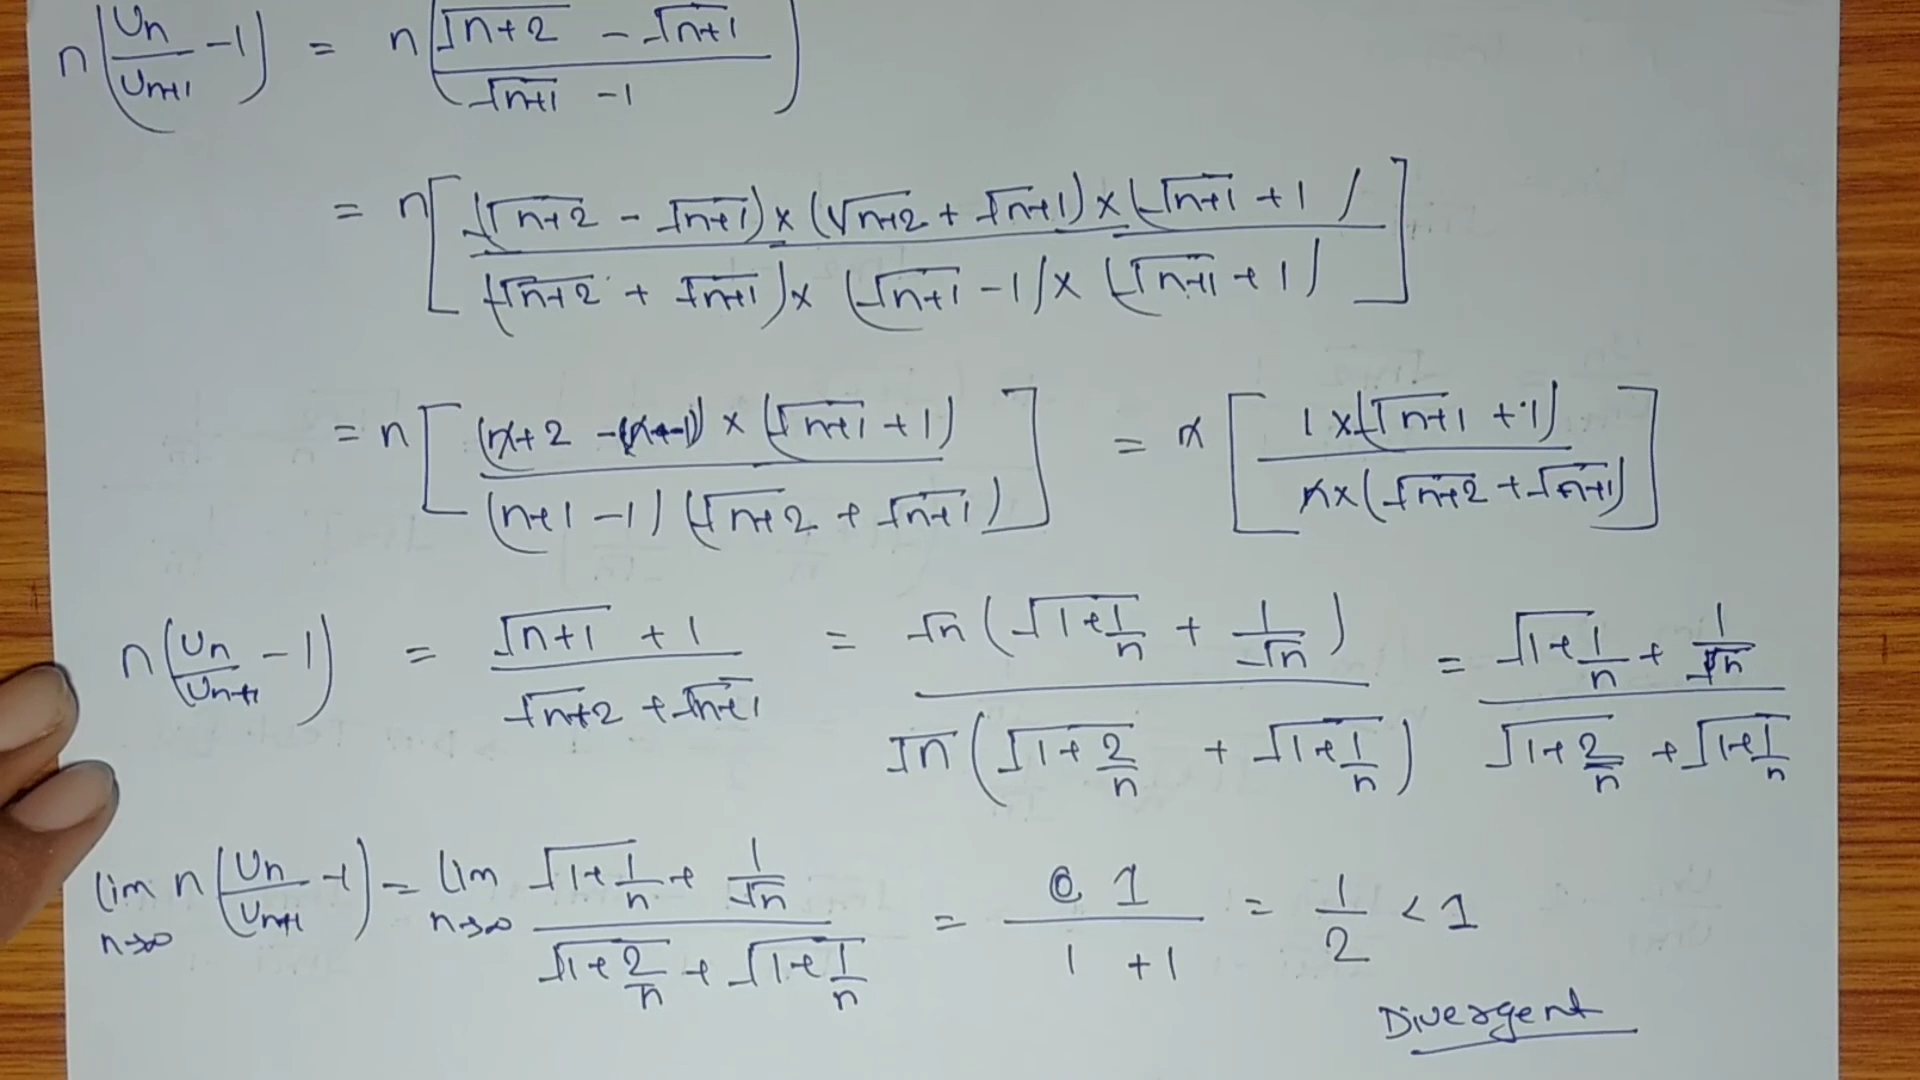 n(Un/Un+1 -1) = n(√n+2 - √n+1 / √n+1 -1)
= n[(√n+2 - √n+1)×(√n+2 + √n+1)×(√n+1 + 1) / (√n+2 + √n+1)×(√n+1 -1)×(√n+1 + 1)]
= n[(n+2 -(n+1))×(√n+1 + 1) / (n+1-1)(√n+2 + √n+1)] = n[1×(√n+1 + 1) / n×(√n+2 + √n+1)]
n(Un/Un+1 -1) = √n+1 + 1 / √n+2 + √n+1 = √n(√1+1/n + 1/√n) / √n(√1+2/n + √1+1/n) = √1+1/n + 1/√n / √1+2/n + √1+1/n
lim n→∞ n(Un/Un+1 -1) = lim n→∞ √1+1/n + 1/√n / √1+2/n + √1+1/n = 1 / 1+1 = 1/2 < 1
Divergent